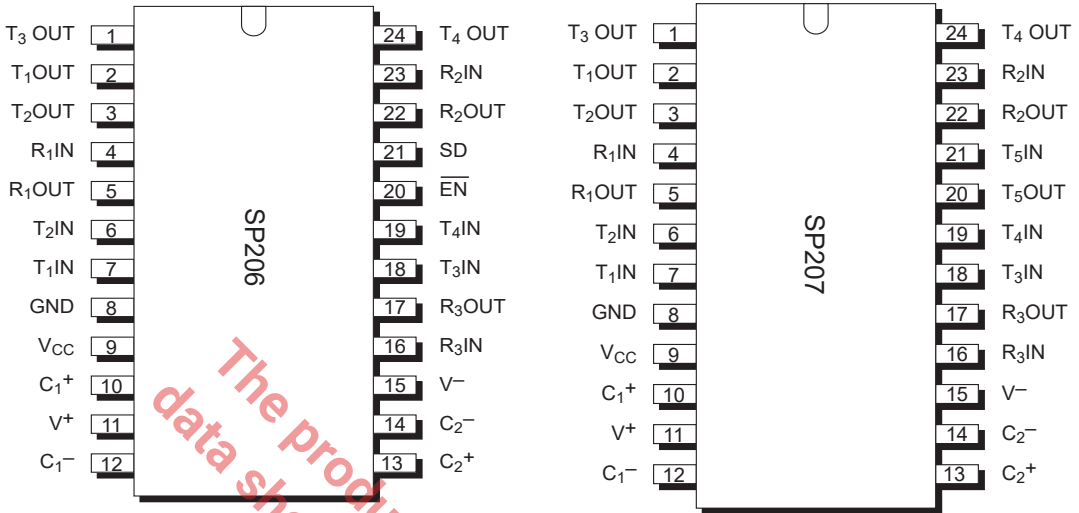 T3 OUT 1 24 T4 OUT
T1OUT 2 23 R2IN
T2OUT 3 22 R2OUT
R1IN 4 21 SD
R1OUT 5 20 E̅N̅
T2IN 6 19 T4IN
T1IN 7 18 T3IN
GND 8 17 R3OUT
VCC 9 16 R3IN
C1+ 10 15 V–
V+ 11 14 C2–
C1– 12 13 C2+
SP206
The produ
data sh
T3 OUT 1 24 T4 OUT
T1OUT 2 23 R2IN
T2OUT 3 22 R2OUT
R1IN 4 21 T5IN
R1OUT 5 20 T5OUT
T2IN 6 19 T4IN
T1IN 7 18 T3IN
GND 8 17 R3OUT
VCC 9 16 R3IN
C1+ 10 15 V–
V+ 11 14 C2–
C1– 12 13 C2+
SP207